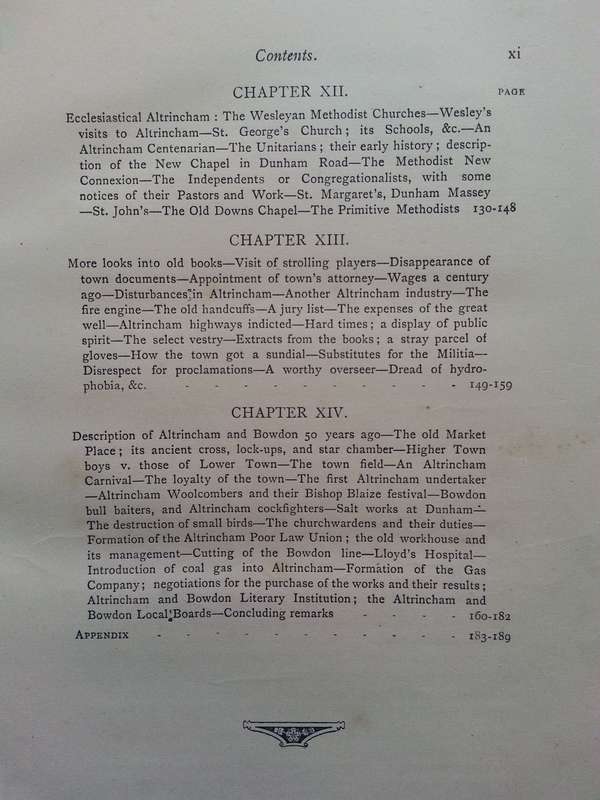 Contents. xi
CHAPTER XII. PAGE
Ecclesiastical Altrincham : The Wesleyan Methodist Churches—Wesley's
visits to Altrincham—St. George's Church ; its Schools, &c.—An
Altrincham Centenarian—The Unitarians ; their early history ; descrip-
tion of the New Chapel in Dunham Road—The Methodist New
Connexion—The Independents or Congregationalists, with some
notices of their Pastors and Work—St. Margaret's, Dunham Massey
—St. John's—The Old Downs Chapel—The Primitive Methodists 130-148
CHAPTER XIII.
More looks into old books—Visit of strolling players—Disappearance of
town documents—Appointment of town's attorney—Wages a century
ago—Disturbances in Altrincham—Another Altrincham industry—The
fire engine—The old handcuffs—A jury list—The expenses of the great
well—Altrincham highways indicted—Hard times ; a display of public
spirit—The select vestry—Extracts from the books ; a stray parcel of
gloves—How the town got a sundial—Substitutes for the Militia—
Disrespect for proclamations—A worthy overseer—Dread of hydro-
phobia, &c. - - - - - - - - - - 149-159
CHAPTER XIV.
Description of Altrincham and Bowdon 50 years ago—The old Market
Place ; its ancient cross, lock-ups, and star chamber—Higher Town
boys v. those of Lower Town—The town field—An Altrincham
Carnival—The loyalty of the town—The first Altrincham undertaker
—Altrincham Woolcombers and their Bishop Blaize festival—Bowdon
bull baiters, and Altrincham cockfighters—Salt works at Dunham—
The destruction of small birds—The churchwardens and their duties—
Formation of the Altrincham Poor Law Union ; the old workhouse and
its management—Cutting of the Bowdon line—Lloyd's Hospital—
Introduction of coal gas into Altrincham—Formation of the Gas
Company ; negotiations for the purchase of the works and their results ;
Altrincham and Bowdon Literary Institution ; the Altrincham and
Bowdon Local Boards—Concluding remarks - - - - 160-182
APPENDIX - - - - - - - - - - - 183-189